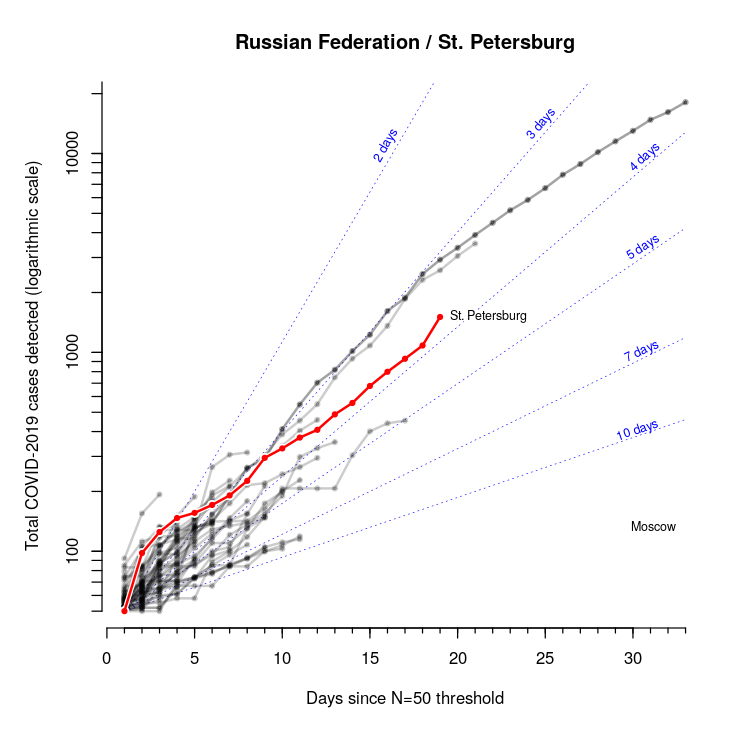 Russian Federation / St. Petersburg
Total COVID-2019 cases detected (logarithmic scale)
10000
1000
100
2 days
3 days
4 days
5 days
7 days
10 days
St. Petersburg
Moscow
0 5 10 15 20 25 30
Days since N=50 threshold